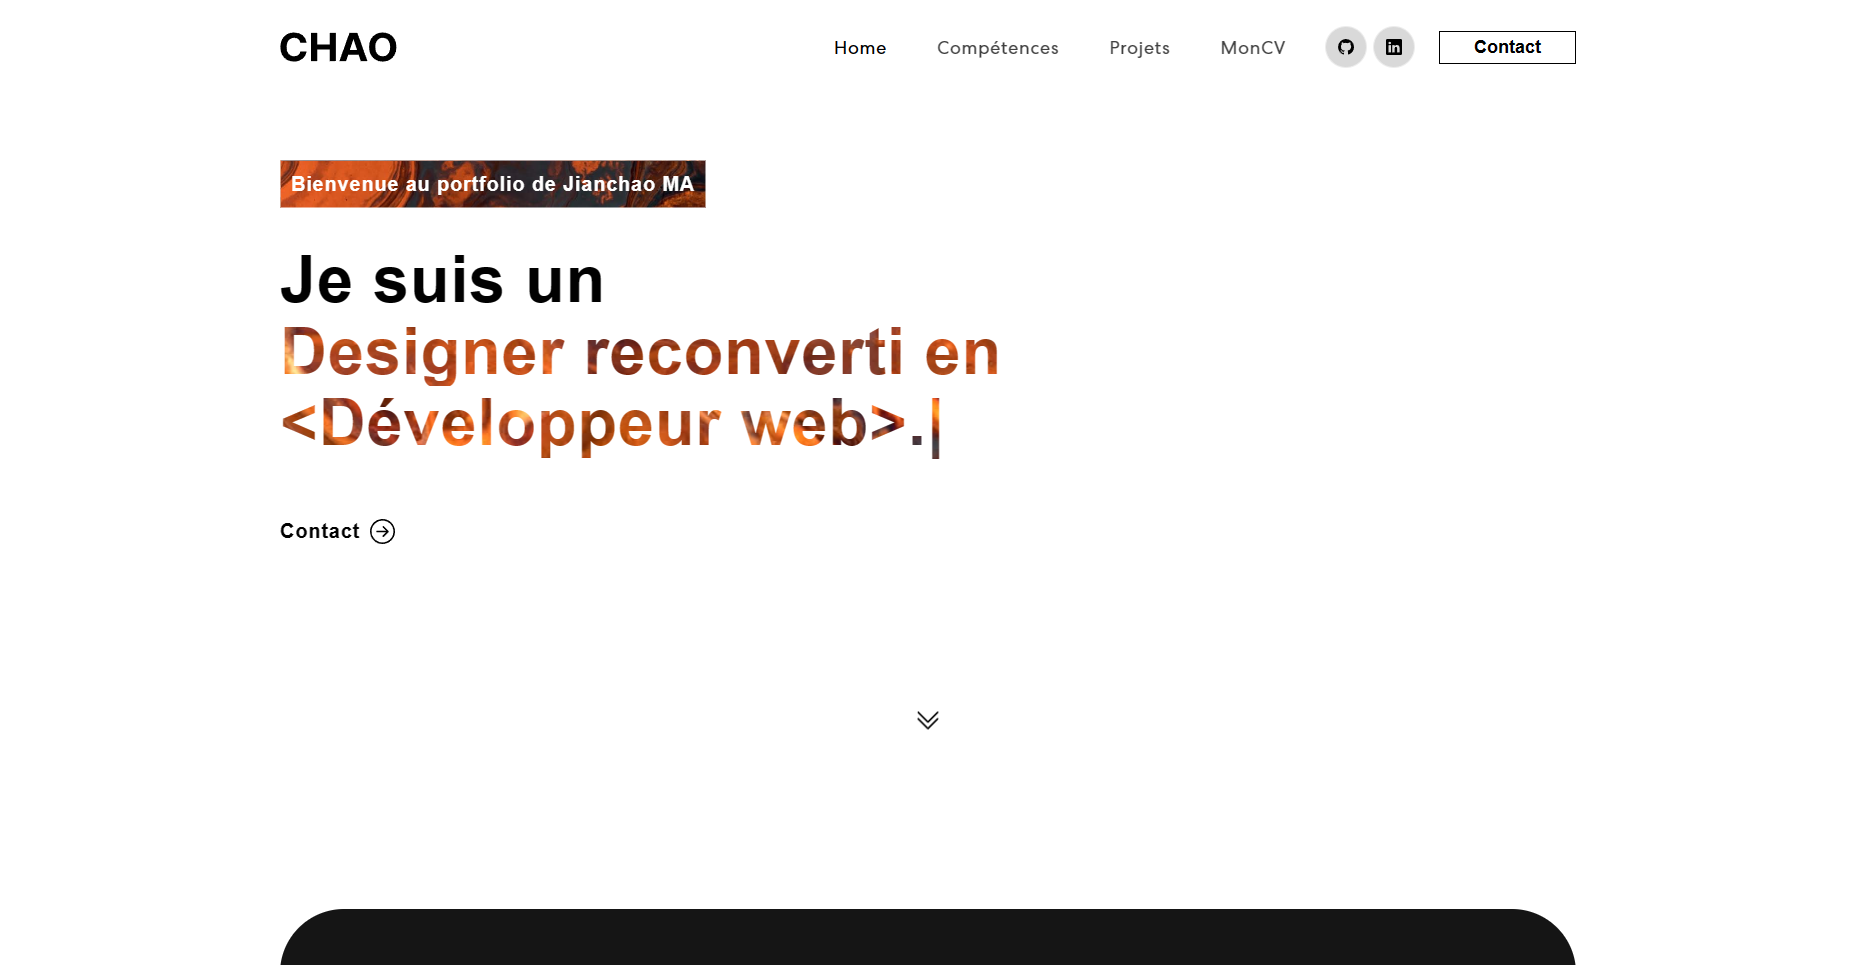 CHAO
Home
Compétences
Projets
MonCV
Contact
Bienvenue au portfolio de Jianchao MA
Je suis un
Designer reconverti en
<Développeur web>.|
Contact